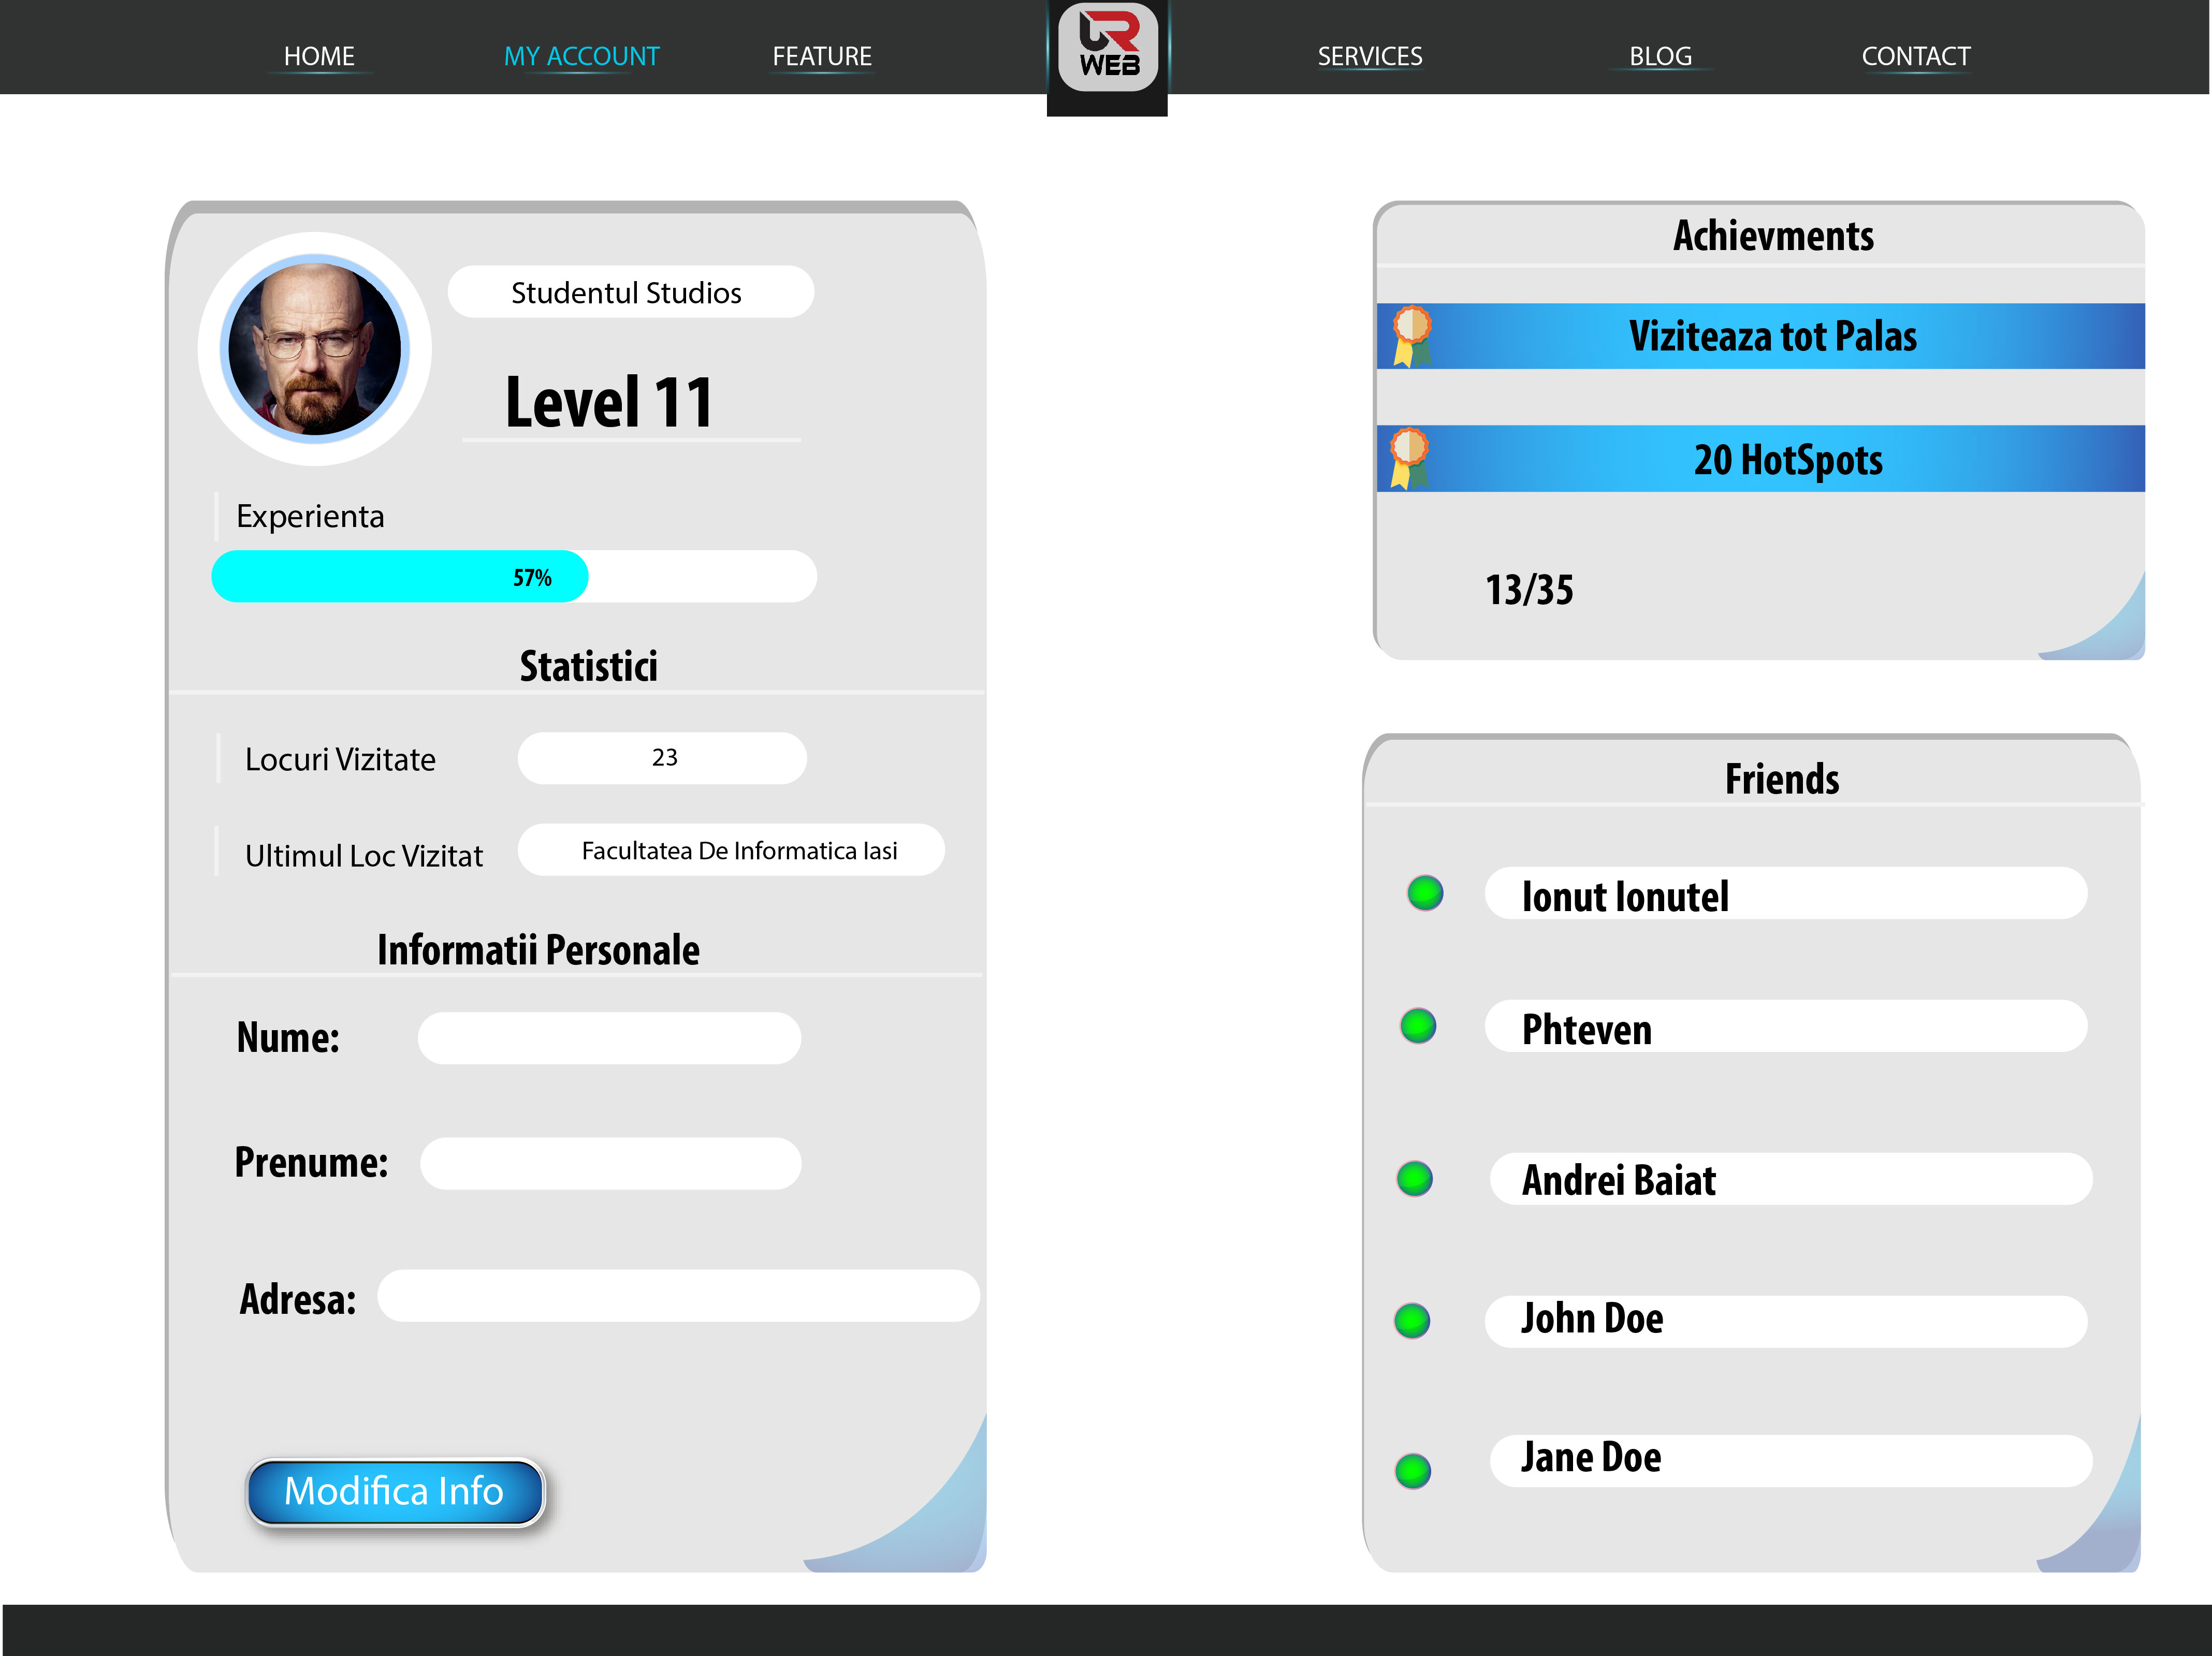 HOME
MY ACCOUNT
FEATURE
UR
WEB
SERVICES
BLOG
CONTACT
Studentul Studios
Level 11
Experienta
57%
Statistici
Locuri Vizitate
23
Ultimul Loc Vizitat
Facultatea De Informatica Iasi
Informatii Personale
Nume:
Prenume:
Adresa:
Modifica Info
Achievments
Viziteaza tot Palas
20 HotSpots
13/35
Friends
Ionut Ionutel
Phteven
Andrei Baiat
John Doe
Jane Doe